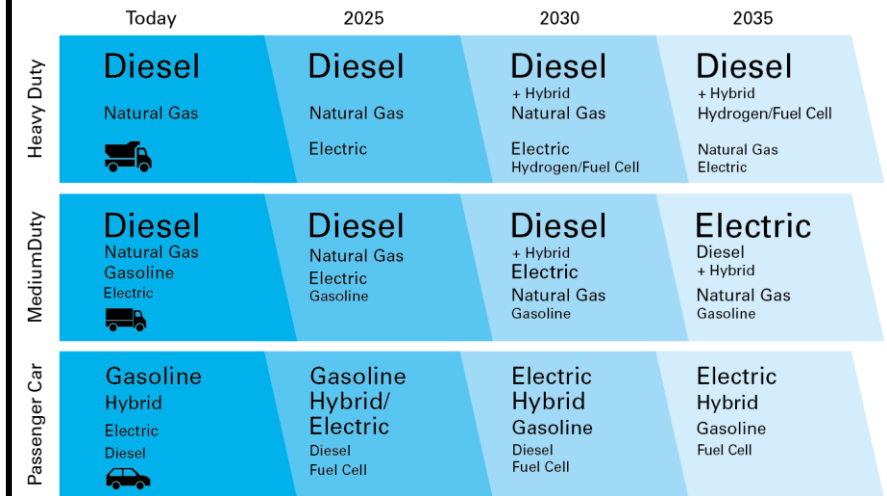 Today 2025 2030 2035
Heavy Duty
Diesel
Natural Gas
Diesel
Natural Gas
Electric
Diesel
+ Hybrid
Natural Gas
Electric
Hydrogen/Fuel Cell
Diesel
+ Hybrid
Hydrogen/Fuel Cell
Natural Gas
Electric
MediumDuty
Diesel
Natural Gas
Gasoline
Electric
Diesel
Natural Gas
Electric
Gasoline
Diesel
+ Hybrid
Electric
Natural Gas
Gasoline
Electric
Diesel
+ Hybrid
Natural Gas
Gasoline
Passenger Car
Gasoline
Hybrid
Electric
Diesel
Gasoline
Hybrid/
Electric
Diesel
Fuel Cell
Electric
Hybrid
Gasoline
Diesel
Fuel Cell
Electric
Hybrid
Gasoline
Fuel Cell